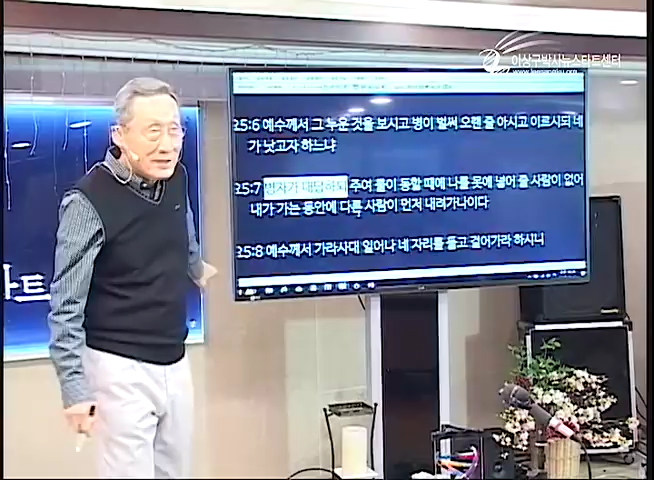 이상구박사뉴스타트센터
25:6 예수께서 그 누운 것을 보시고 병이 벌써 오랜 줄 아시고 이르시되 네
가 낫고자 하느냐
25:7 병자가 대답하되 주여 물이 동할 때에 나를 못에 넣어 줄 사람이 없어
내가 가는 동안에 다른 사람이 먼저 내려가나이다
25:8 예수께서 가라사대 일어나 네 자리를 들고 걸어가라 하시니
타트